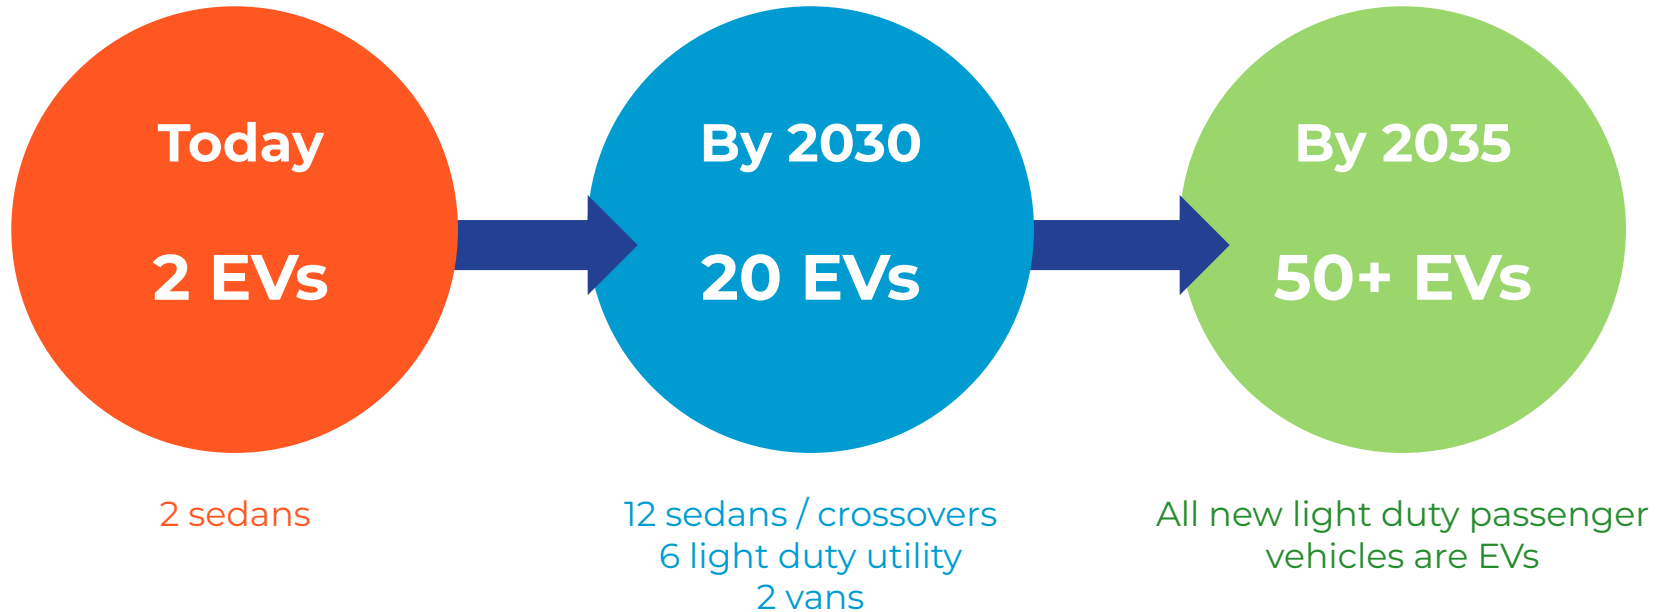 Today
2 EVs
2 sedans
By 2030
20 EVs
12 sedans / crossovers
6 light duty utility
2 vans
By 2035
50+ EVs
All new light duty passenger
vehicles are EVs